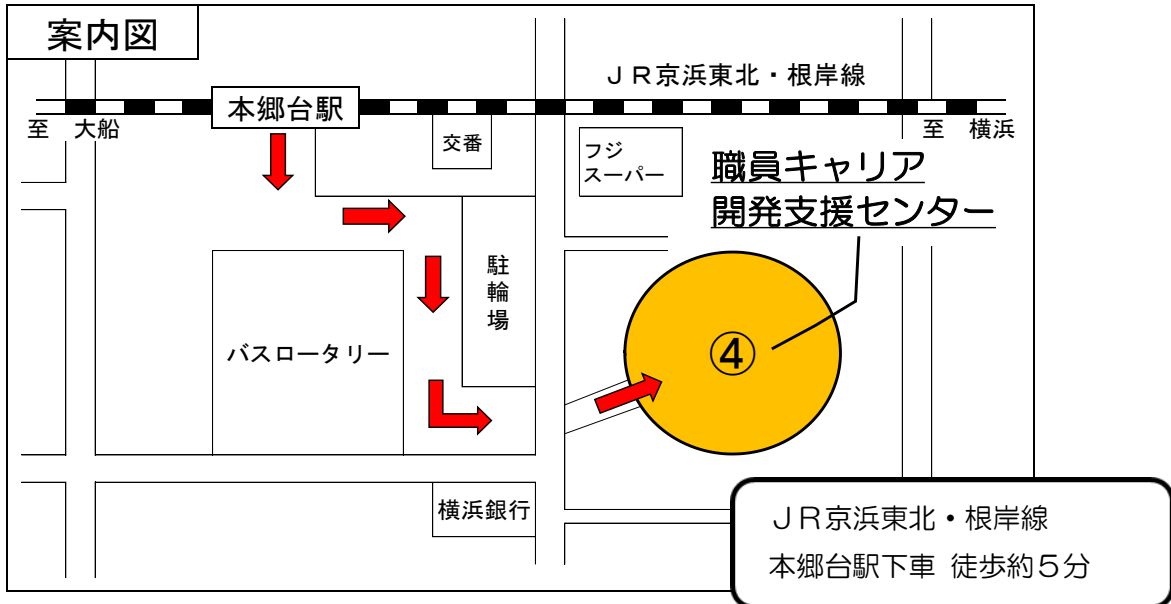 案内図
ＪＲ京浜東北・根岸線
本郷台駅
至 大船
至 横浜
交番
フジ
スーパー
職員キャリア
開発支援センター
駐輪場
バスロータリー
④
横浜銀行
ＪＲ京浜東北・根岸線
本郷台駅下車 徒歩約５分